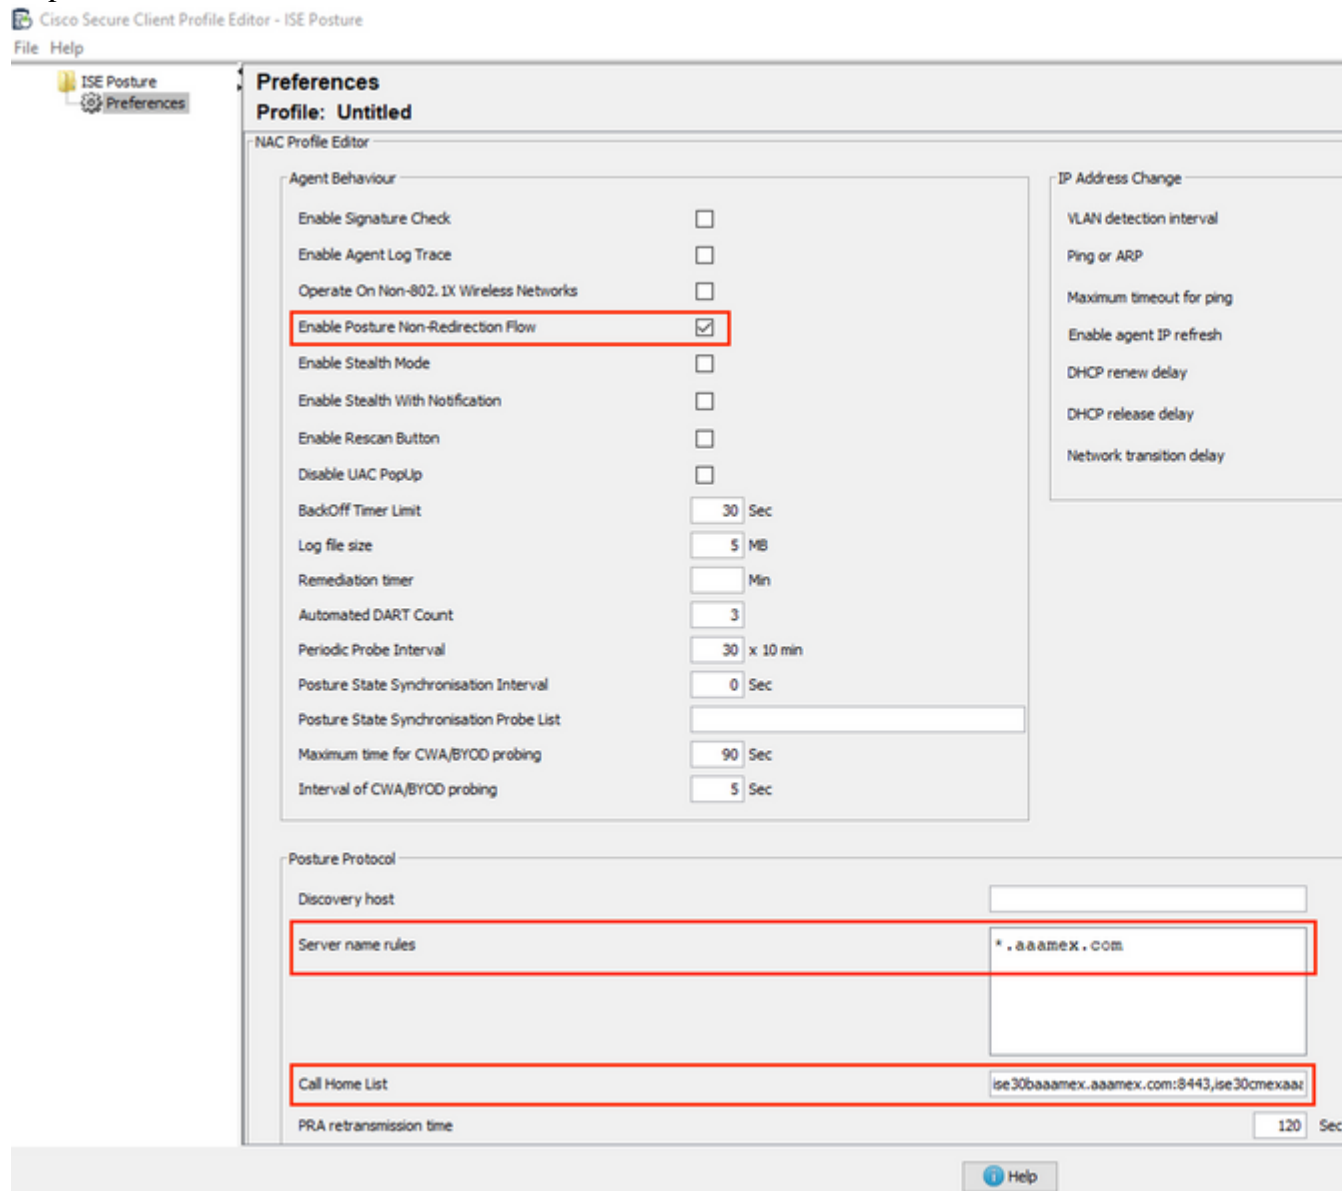 Cisco Secure Client Profile Editor - ISE Posture
File Help
ISE Posture
Preferences
Preferences
Profile: Untitled
NAC Profile Editor
Agent Behaviour
Enable Signature Check
Enable Agent Log Trace
Operate On Non-802.1X Wireless Networks
Enable Posture Non-Redirection Flow
Enable Stealth Mode
Enable Stealth With Notification
Enable Rescan Button
Disable UAC PopUp
BackOff Timer Limit 30 Sec
Log file size 5 MB
Remediation timer Min
Automated DART Count 3
Periodic Probe Interval 30 x 10 min
Posture State Synchronisation Interval 0 Sec
Posture State Synchronisation Probe List
Maximum time for CWA/BYOD probing 90 Sec
Interval of CWA/BYOD probing 5 Sec
IP Address Change
VLAN detection interval
Ping or ARP
Maximum timeout for ping
Enable agent IP refresh
DHCP renew delay
DHCP release delay
Network transition delay
Posture Protocol
Discovery host
Server name rules *.aaamex.com
Call Home List ise30baaamex.aaamex.com:8443,ise30cmexaaa
PRA retransmission time 120 Sec
Help